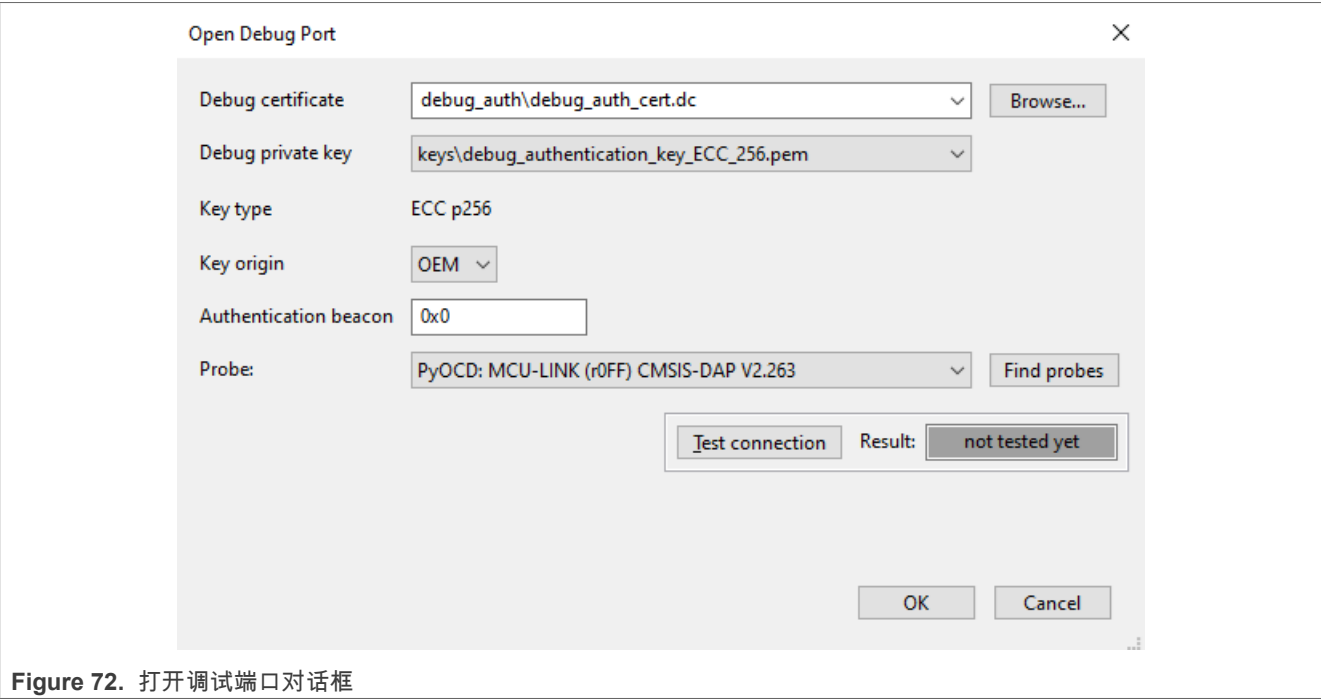 Open Debug Port
Debug certificate debug_auth\debug_auth_cert.dc Browse...
Debug private key keys\debug_authentication_key_ECC_256.pem
Key type ECC p256
Key origin OEM
Authentication beacon 0x0
Probe: PyOCD: MCU-LINK (r0FF) CMSIS-DAP V2.263 Find probes
Test connection Result: not tested yet
OK Cancel
Figure 72. 打开调试端口对话框